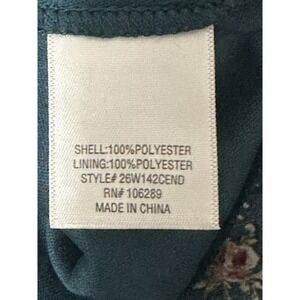 SHELL:100%POLYESTER
LINING:100%POLYESTER
STYLE# 26W142CEND
RN# 106289
MADE IN CHINA